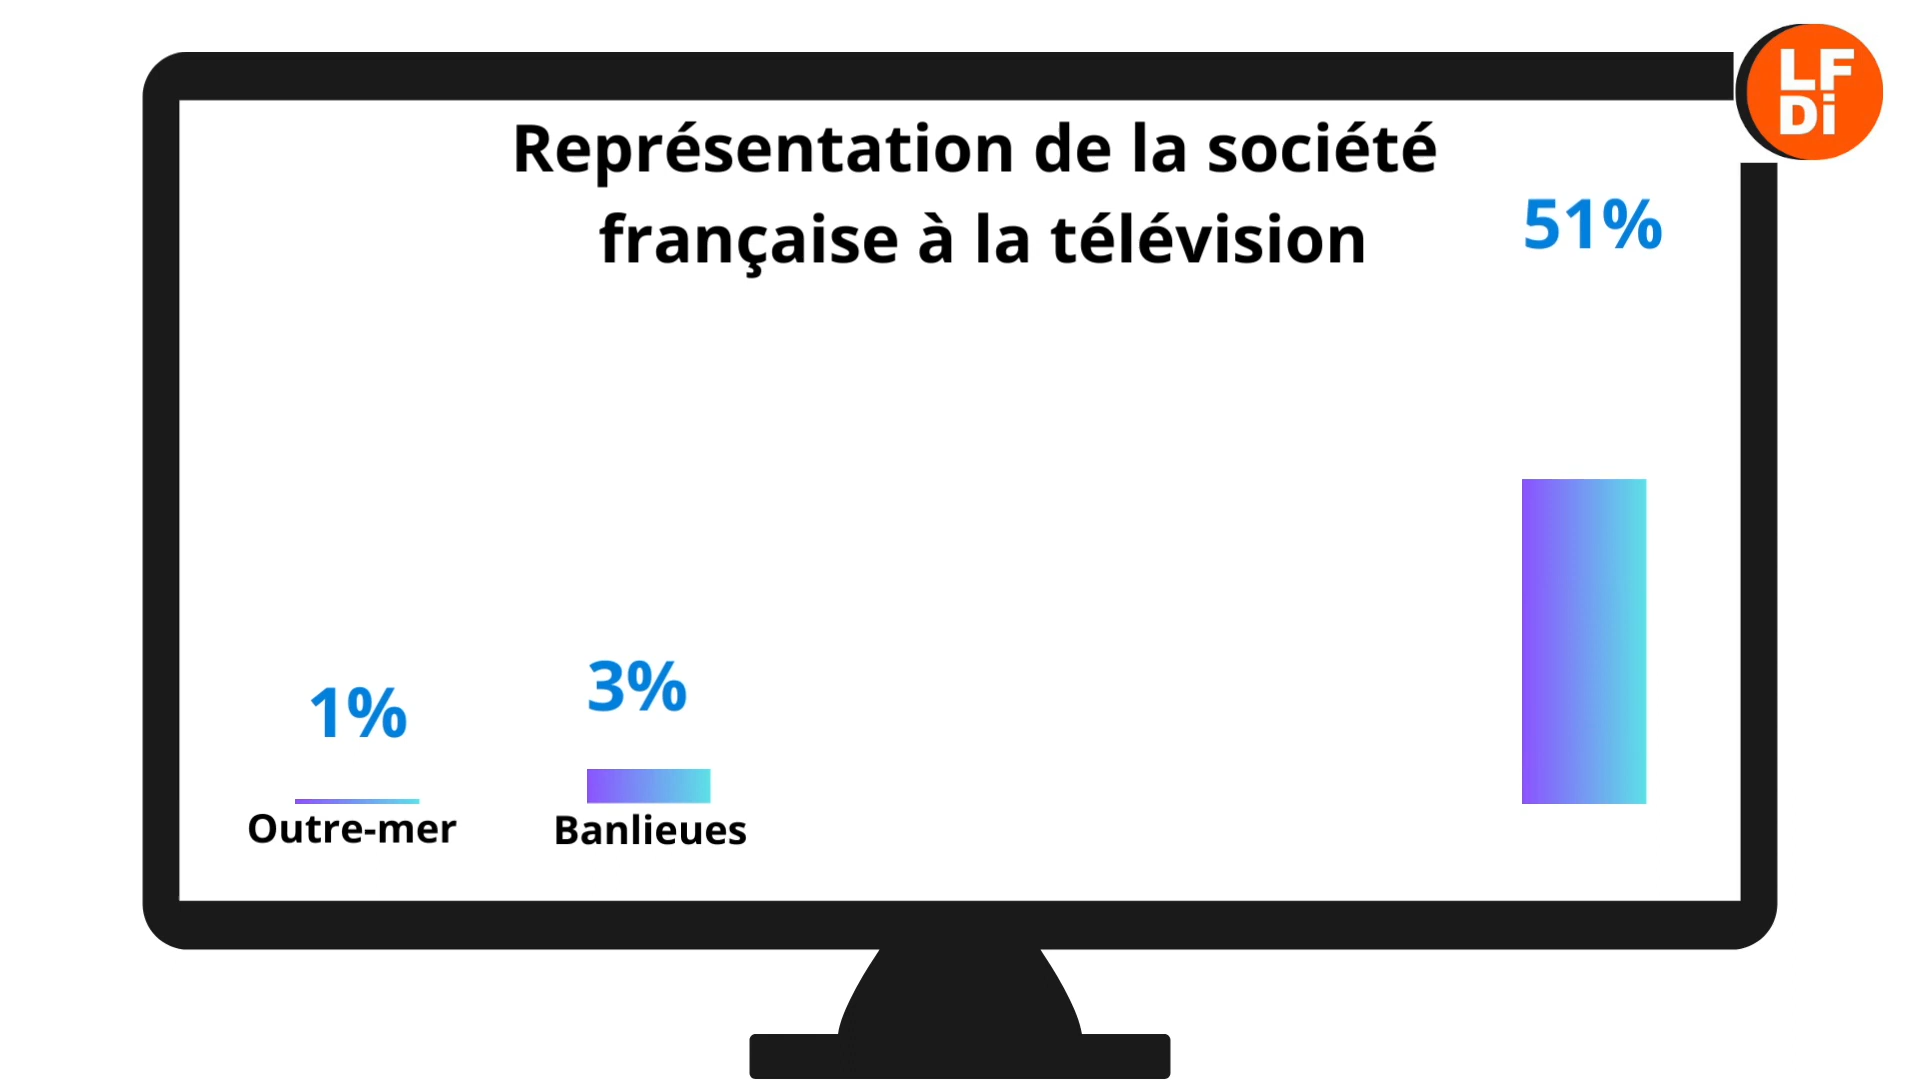 LF
Di
Représentation de la société
française à la télévision
51%
3%
1%
Outre-mer
Banlieues